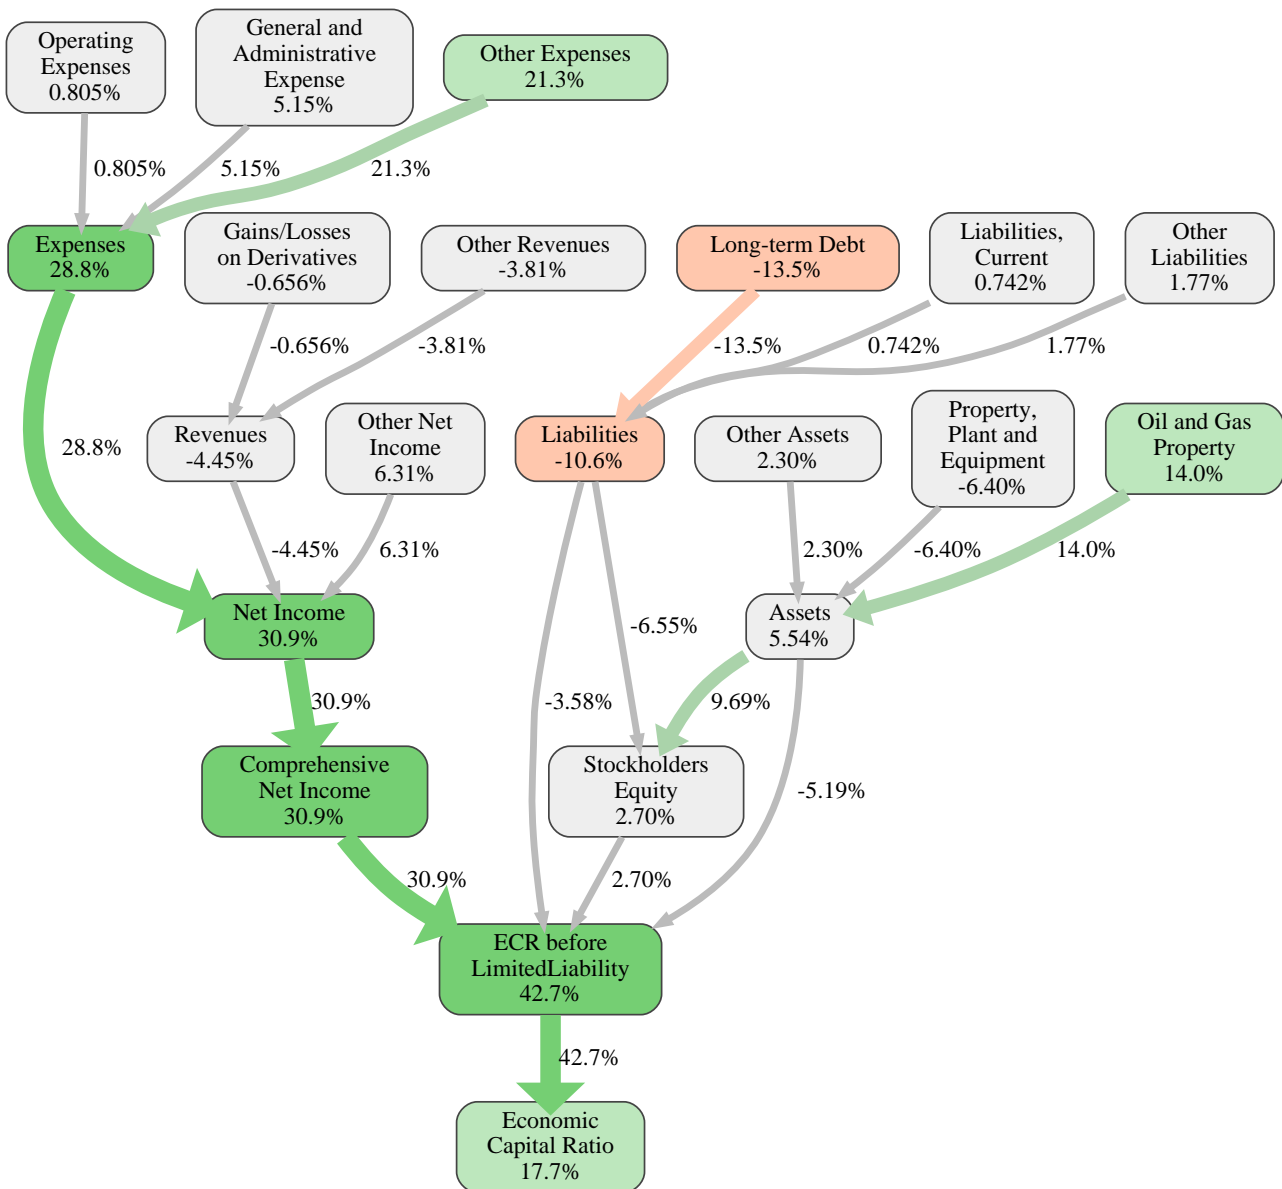 Operating
Expenses
0.805%
General and
Administrative
Expense
5.15%
Other Expenses
21.3%
0.805%
5.15%
21.3%
Expenses
28.8%
Gains/Losses
on Derivatives
-0.656%
Other Revenues
-3.81%
Long-term Debt
-13.5%
Liabilities,
Current
0.742%
Other
Liabilities
1.77%
-0.656%
-3.81%
-13.5%
0.742%
1.77%
28.8%
Revenues
-4.45%
Other Net
Income
6.31%
Liabilities
-10.6%
Other Assets
2.30%
Property,
Plant and
Equipment
-6.40%
Oil and Gas
Property
14.0%
-4.45%
6.31%
2.30%
-6.40%
14.0%
Net Income
30.9%
-6.55%
Assets
5.54%
30.9%
-3.58%
9.69%
Comprehensive
Net Income
30.9%
Stockholders
Equity
2.70%
-5.19%
30.9%
2.70%
ECR before
LimitedLiability
42.7%
42.7%
Economic
Capital Ratio
17.7%